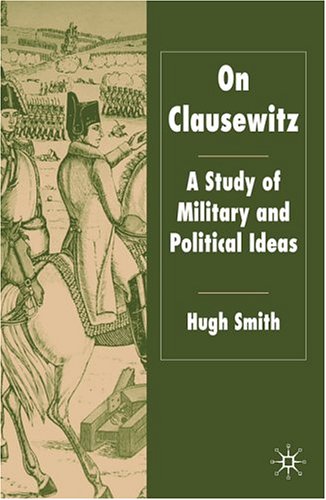 On
Clausewitz
A Study of
Military and
Political Ideas
Hugh Smith